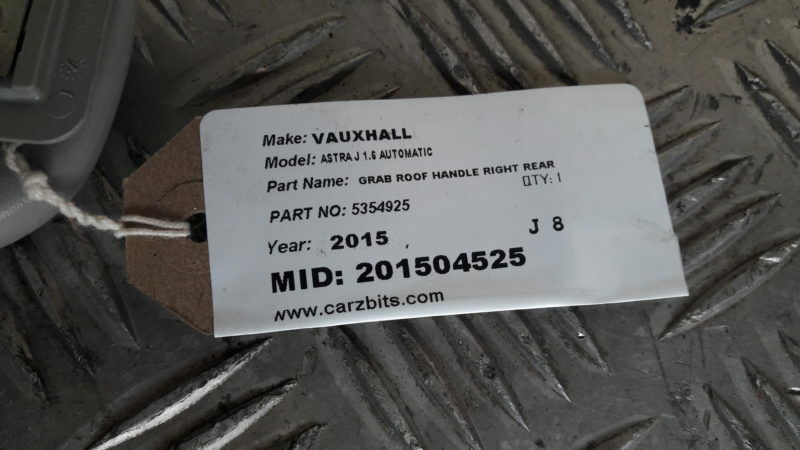 Make: VAUXHALL
Model: ASTRA J 1.6 AUTOMATIC
Part Name: GRAB ROOF HANDLE RIGHT REAR
QTY: 1
PART NO: 5354925
Year: 2015 J 8
MID: 201504525
www.carzbits.com